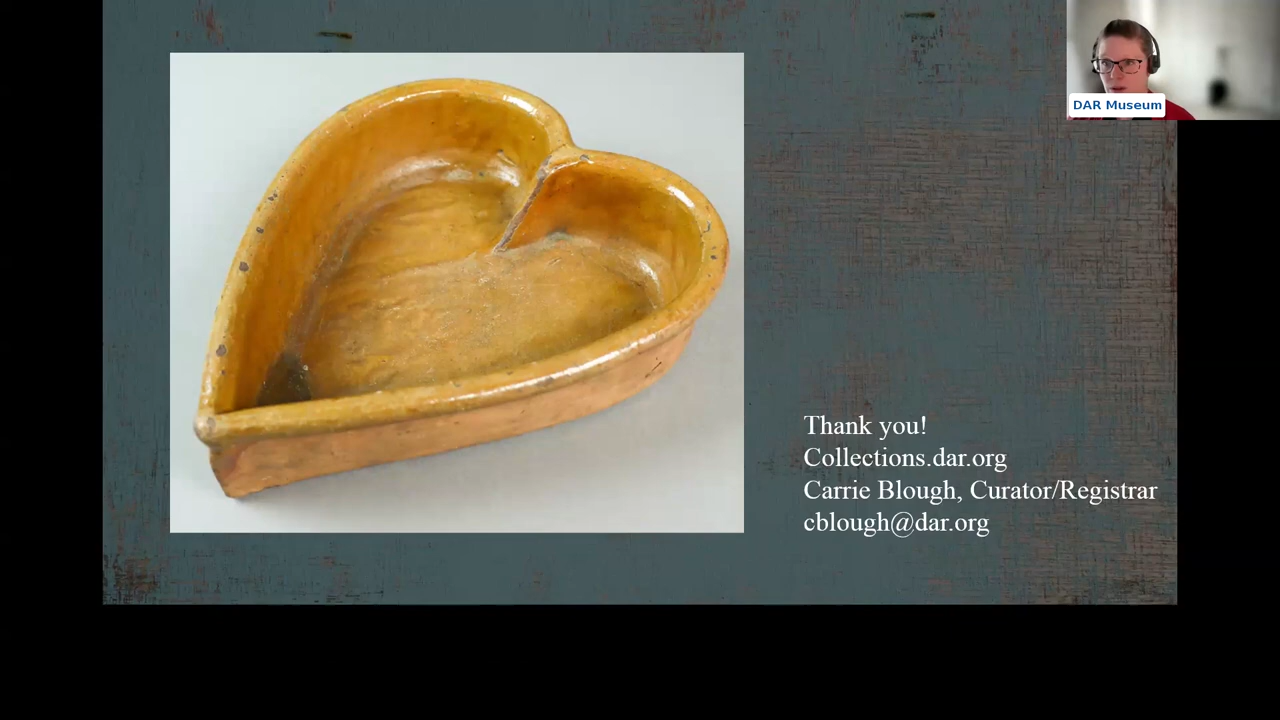 DAR Museum
Thank you!
Collections.dar.org
Carrie Blough, Curator/Registrar
cblough@dar.org